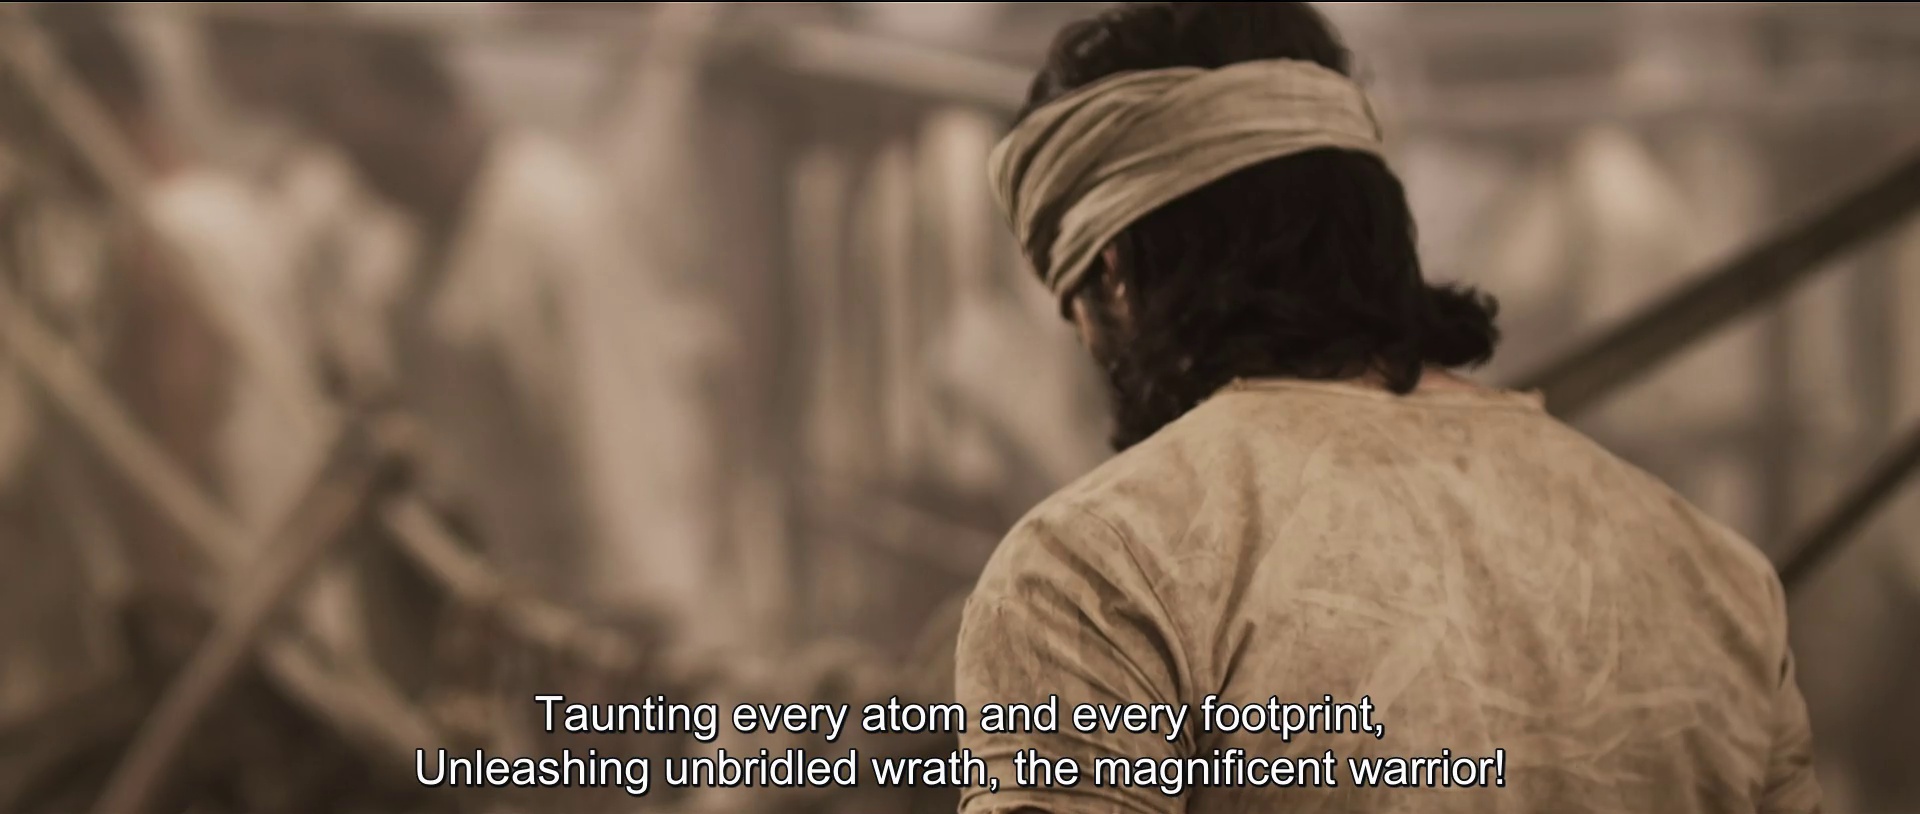 Taunting every atom and every footprint,
Unleashing unbridled wrath, the magnificent warrior!